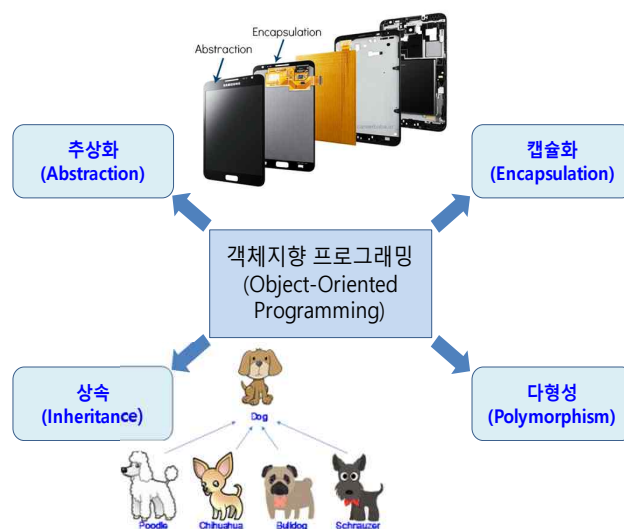 Encapsulation
Abstraction
SAMSUNG
추상화
(Abstraction)
캡슐화
(Encapsulation)
객체지향 프로그래밍
(Object-Oriented
Programming)
상속
(Inheritance)
다형성
(Polymorphism)
Dog
Poodle
Chihuahua
Bulldog
Schnauzer